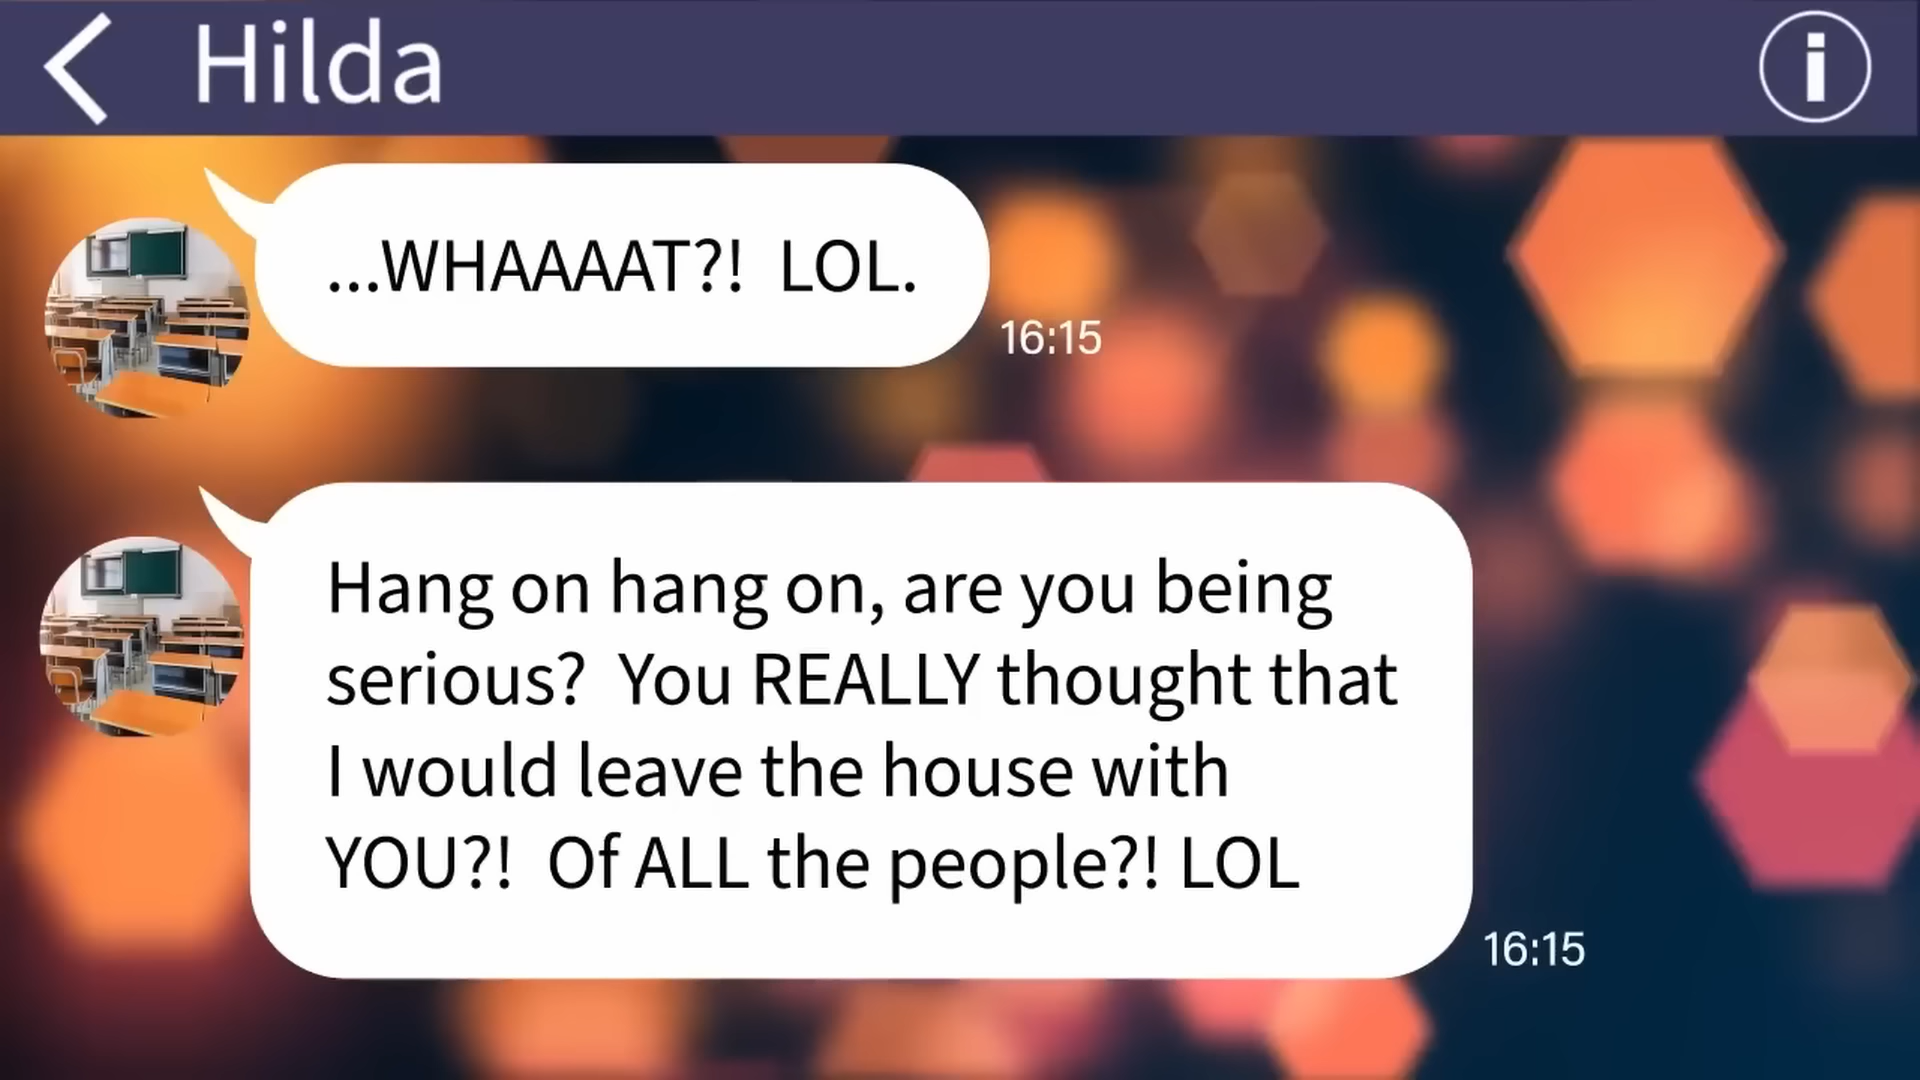 Hilda
...WHAAAAT?!  LOL.
16:15
Hang on hang on, are you being
serious?  You REALLY thought that
I would leave the house with
YOU?!  Of ALL the people?! LOL
16:15